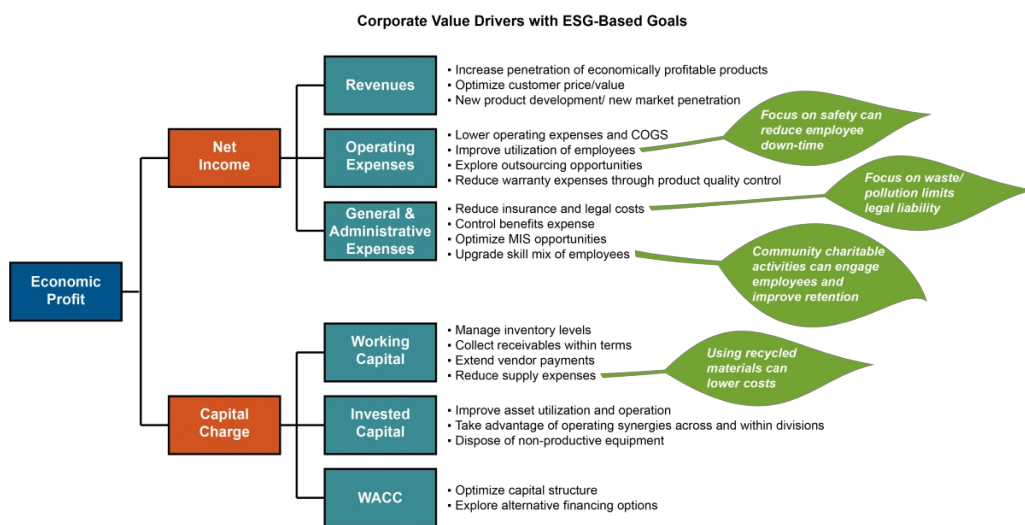 Corporate Value Drivers with ESG-Based Goals
Revenues
▪ Increase penetration of economically profitable products
▪ Optimize customer price/value
▪ New product development/ new market penetration
Net
Income
Operating
Expenses
▪ Lower operating expenses and COGS
▪ Improve utilization of employees
▪ Explore outsourcing opportunities
▪ Reduce warranty expenses through product quality control
Focus on safety can
reduce employee
down-time
General &
Administrative
Expenses
▪ Reduce insurance and legal costs
▪ Control benefits expense
▪ Optimize MIS opportunities
▪ Upgrade skill mix of employees
Focus on waste/
pollution limits
legal liability
Community charitable
activities can engage
employees and
improve retention
Economic
Profit
Working
Capital
▪ Manage inventory levels
▪ Collect receivables within terms
▪ Extend vendor payments
▪ Reduce supply expenses
Using recycled
materials can
lower costs
Capital
Charge
Invested
Capital
▪ Improve asset utilization and operation
▪ Take advantage of operating synergies across and within divisions
▪ Dispose of non-productive equipment
WACC
▪ Optimize capital structure
▪ Explore alternative financing options